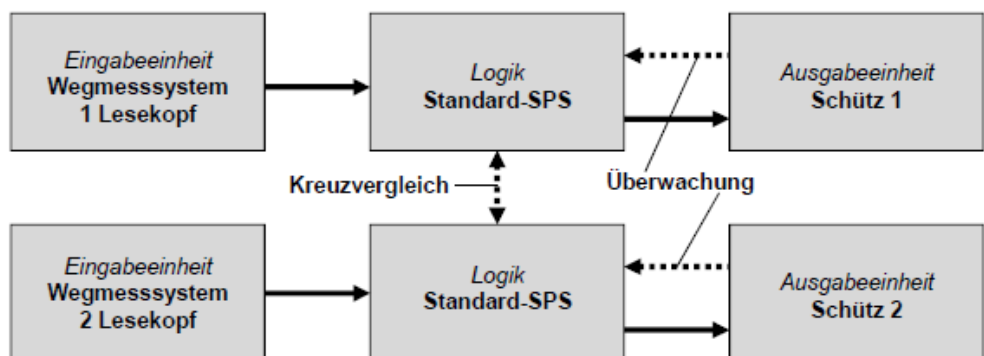 Eingabeeinheit
Wegmesssystem
1 Lesekopf
Logik
Standard-SPS
Ausgabeeinheit
Schütz 1
Kreuzvergleich
Überwachung
Eingabeeinheit
Wegmesssystem
2 Lesekopf
Logik
Standard-SPS
Ausgabeeinheit
Schütz 2